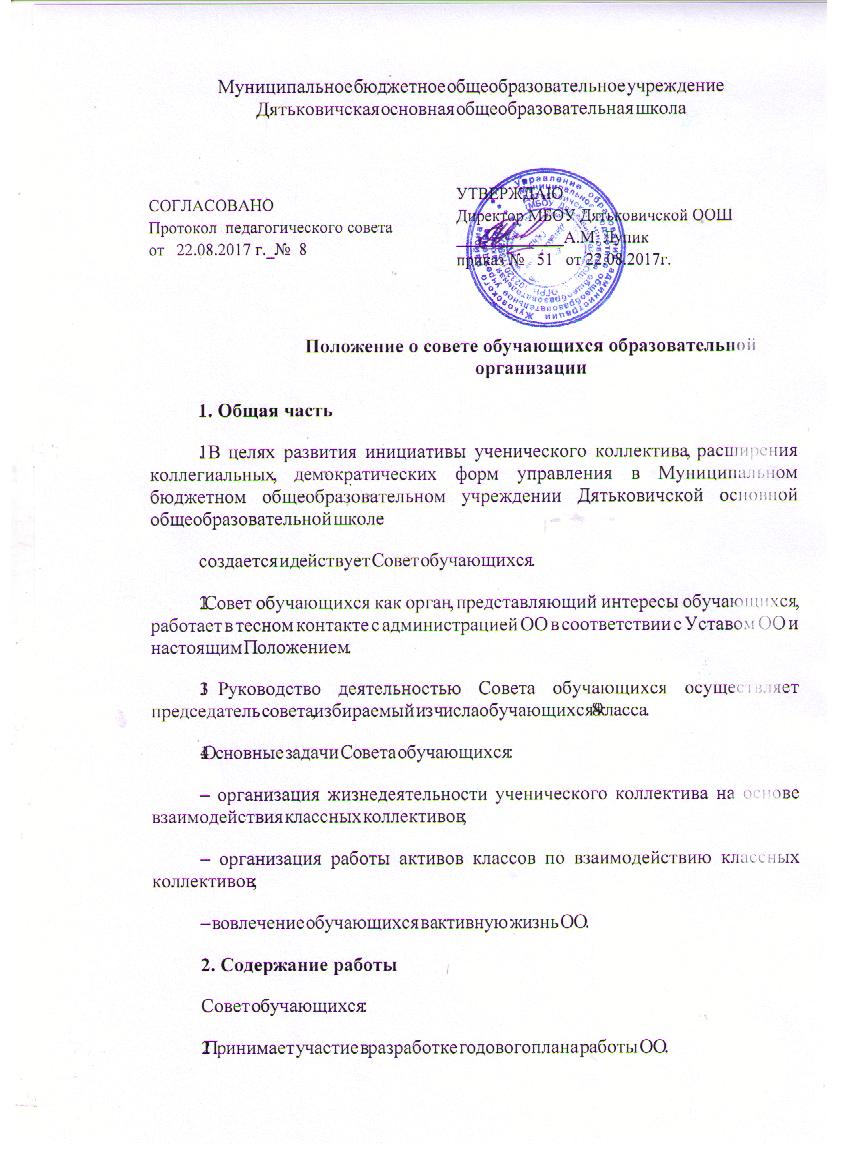 Муниципальное бюджетное общеобразовательное учреждение
Дятьковичская основная общеобразовательная школа
СОГЛАСОВАНО
Протокол педагогического совета
от 22.08.2017 г._№ 8
УТВЕРЖДАЮ
Директор МБОУ Дятьковичской ООШ
А.М.
приказ № 51 от 22.08.2017г.
Положение о совете обучающихся образовательной
организации
1. Общая часть
1 В целях развития инициативы ученического коллектива, расширения
коллегиальных, демократических форм управления в Муниципальном
бюджетном общеобразовательном учреждении Дятьковичской основной
общеобразовательной школе
создается и действует Совет обучающихся.
2 Совет обучающихся как орган, представляющий интересы обучающихся,
работает в тесном контакте с администрацией ОО в соответствии с Уставом ОО и
настоящим Положением.
3 Руководство деятельностью Совета обучающихся осуществляет
председатель совета, избираемый из числа обучающихся класса.
4 Основные задачи Совета обучающихся:
– организация жизнедеятельности ученического коллектива на основе
взаимодействия классных коллективов;
– организация работы активов классов по взаимодействию классных
коллективов;
– вовлечение обучающихся в активную жизнь ОО.
2. Содержание работы
Совет обучающихся:
Принимает участие в разработке годового плана работы ОО.